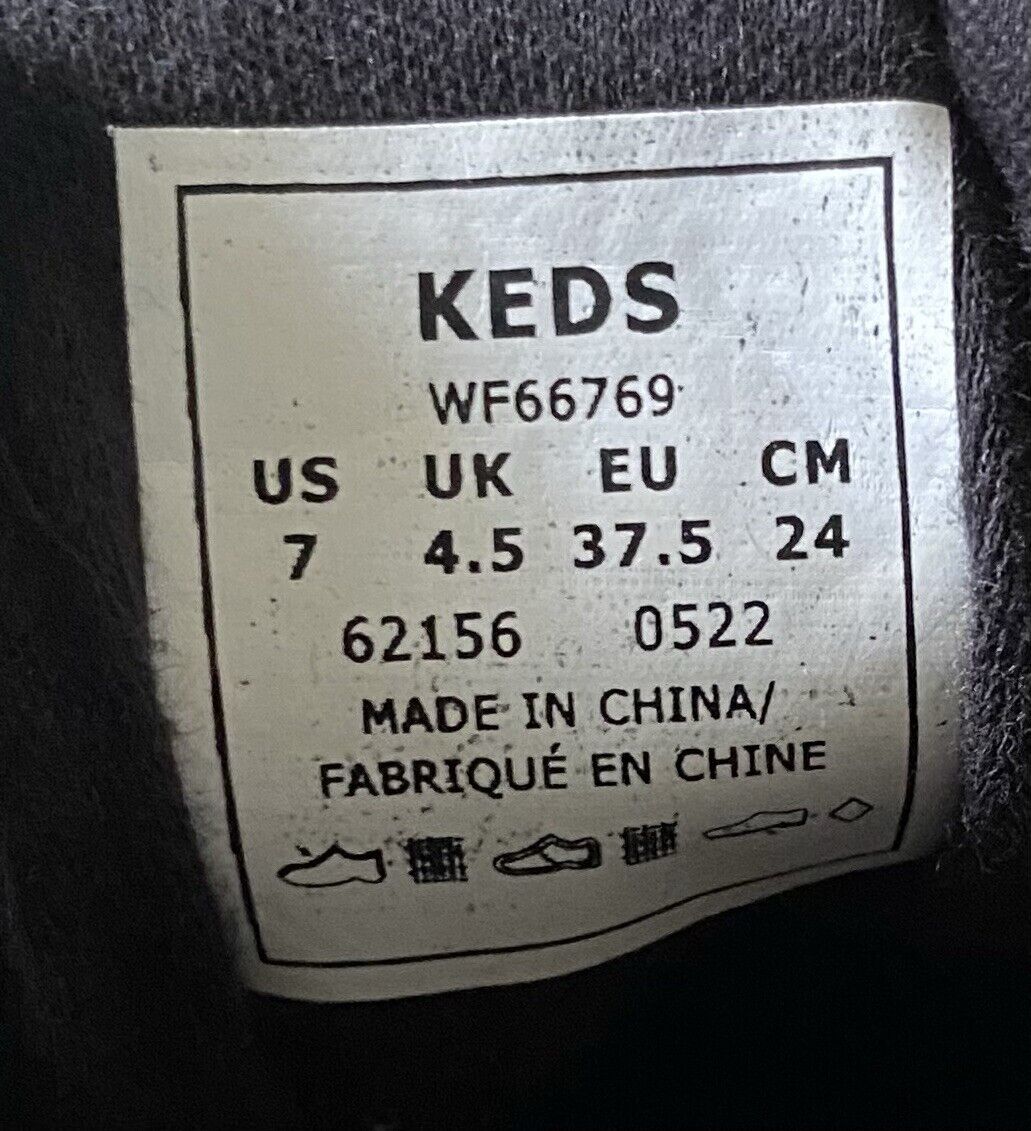 KEDS
WF66769
US UK EU CM
7 4.5 37.5 24
62156 0522
MADE IN CHINA/
FABRIQUÉ EN CHINE